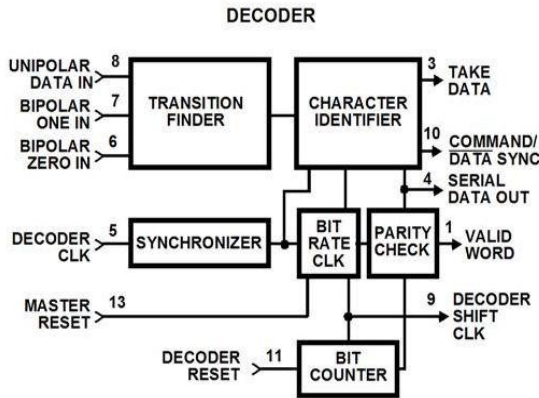 DECODER
UNIPOLAR
DATA IN
8
BIPOLAR
ONE IN
7
BIPOLAR
ZERO IN
6
TRANSITION
FINDER
CHARACTER
IDENTIFIER
3
TAKE
DATA
10
COMMAND/
DATA SYNC
4
SERIAL
DATA OUT
DECODER
CLK
5
SYNCHRONIZER
BIT
RATE
CLK
PARITY
CHECK
1
VALID
WORD
MASTER
RESET
13
9
DECODER
SHIFT
CLK
DECODER
RESET
11
BIT
COUNTER